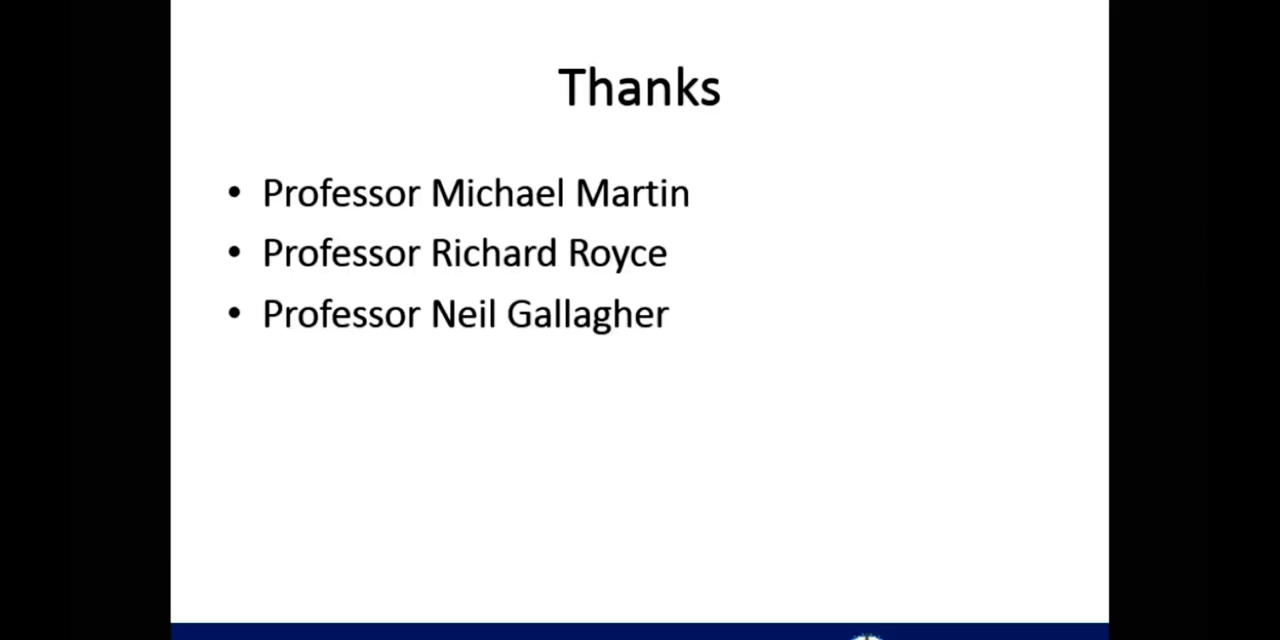 Thanks
• Professor Michael Martin
• Professor Richard Royce
• Professor Neil Gallagher